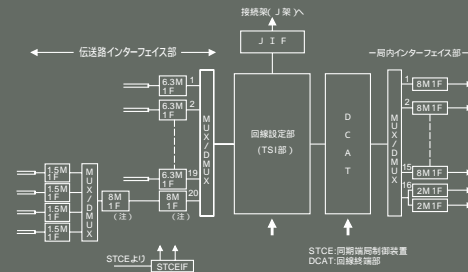 接続架(J架)へ
JIF
伝送路インターフェイス部
局内インターフェイス部
6.3M
1F
1
6.3M
1F
2
6.3M
1F
19
8M
1F
20
(注)
8M
1F
(注)
1.5M
1F
1.5M
1F
1.5M
1F
1.5M
1F
MUX/DMUX
MUX/DMUX
回線設定部
(TSI部)
DCAT
MUX/DMUX
1
8M1F
2
8M1F
15
8M1F
16
2M1F
2M1F
STCEより
STCEIF
STCE:同期端局制御装置
DCAT:回線終端部